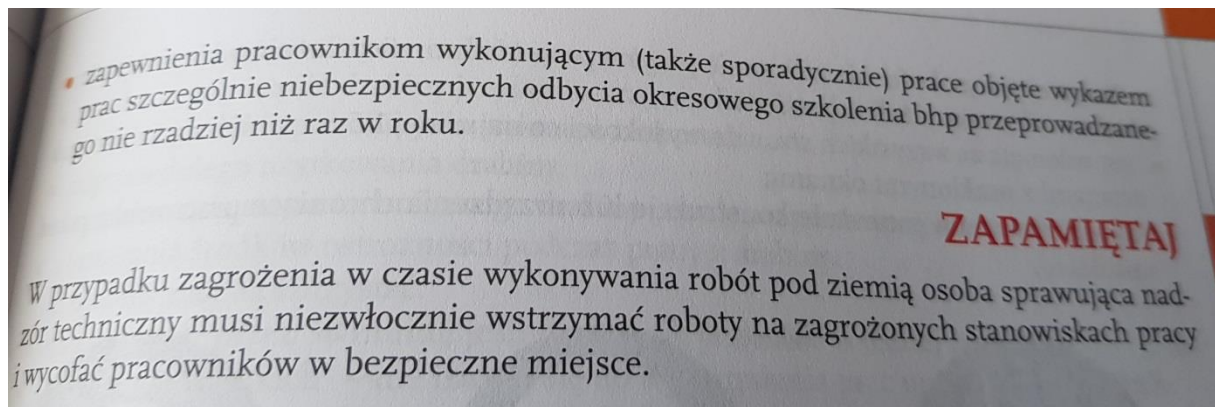 • zapewnienia pracownikom wykonującym (także sporadycznie) prace objęte wykazem
prac szczególnie niebezpiecznych odbycia okresowego szkolenia bhp przeprowadzane-
go nie rzadziej niż raz w roku.
ZAPAMIĘTAJ
W przypadku zagrożenia w czasie wykonywania robót pod ziemią osoba sprawująca nad-
zór techniczny musi niezwłocznie wstrzymać roboty na zagrożonych stanowiskach pracy
i wycofać pracowników w bezpieczne miejsce.